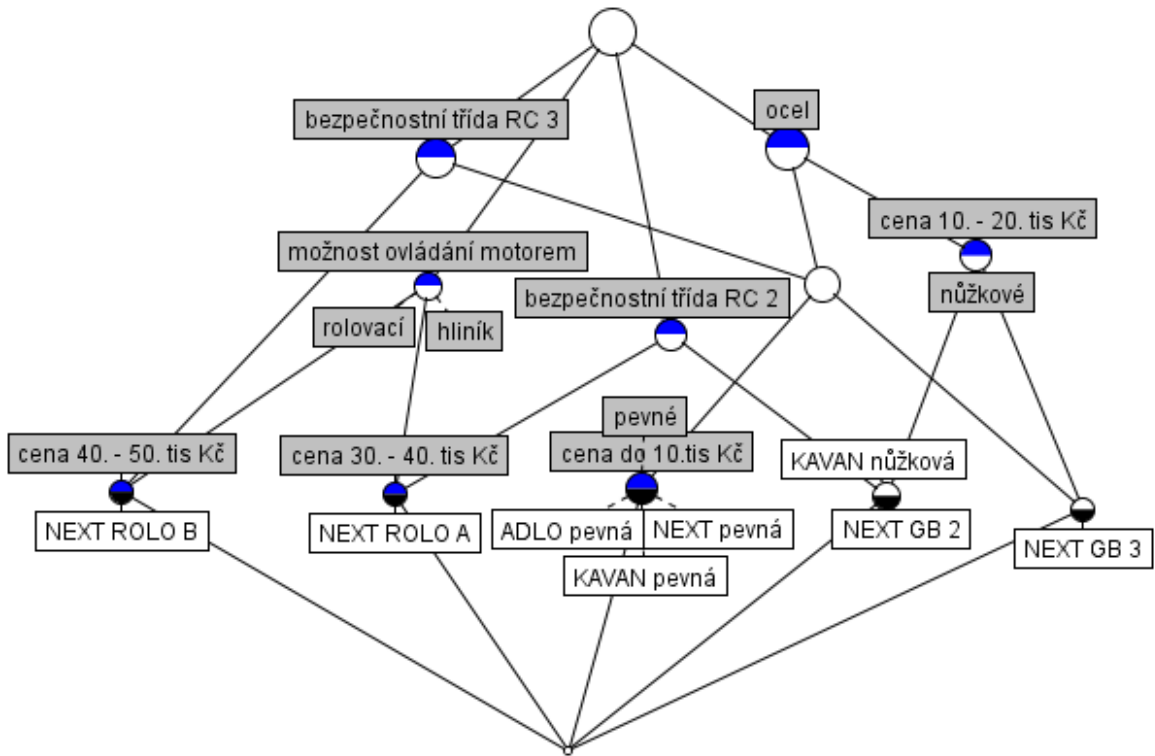 ocel
bezpečnostní třída RC 3
cena 10. - 20. tis Kč
možnost ovládání motorem
nůžkové
bezpečnostní třída RC 2
rolovací
hliník
pevné
cena 40. - 50. tis Kč
cena 30. - 40. tis Kč
cena do 10.tis Kč
KAVAN nůžková
NEXT ROLO B
NEXT ROLO A
ADLO pevná
NEXT pevná
NEXT GB 2
NEXT GB 3
KAVAN pevná